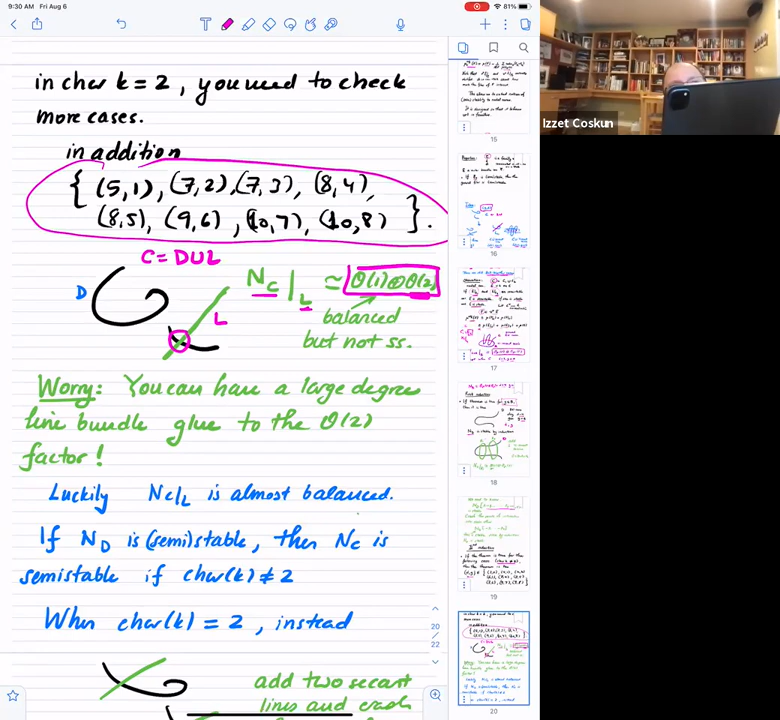 9:30 AM Fri Aug 6
81%
in char k = 2, you need to check
more cases.
in addition
{ (5,1), (7,2), (7,3), (8,4),
(8,5), (9,6), (10,7), (10,8) }.
C = D∪L
D
N_C|_L ≃ O(1)⊕O(2)
L
balanced
but not ss.
Worry: You can have a large degree
line bundle glue to the O(2)
factor!
Luckily N_C|_L is almost balanced.
If N_D is (semi)stable, then N_C is
semistable if char(k) ≠ 2
When char(k) = 2, instead
add two secant
lines and each
20
22
15
16
17
18
19
20
Izzet Coskun